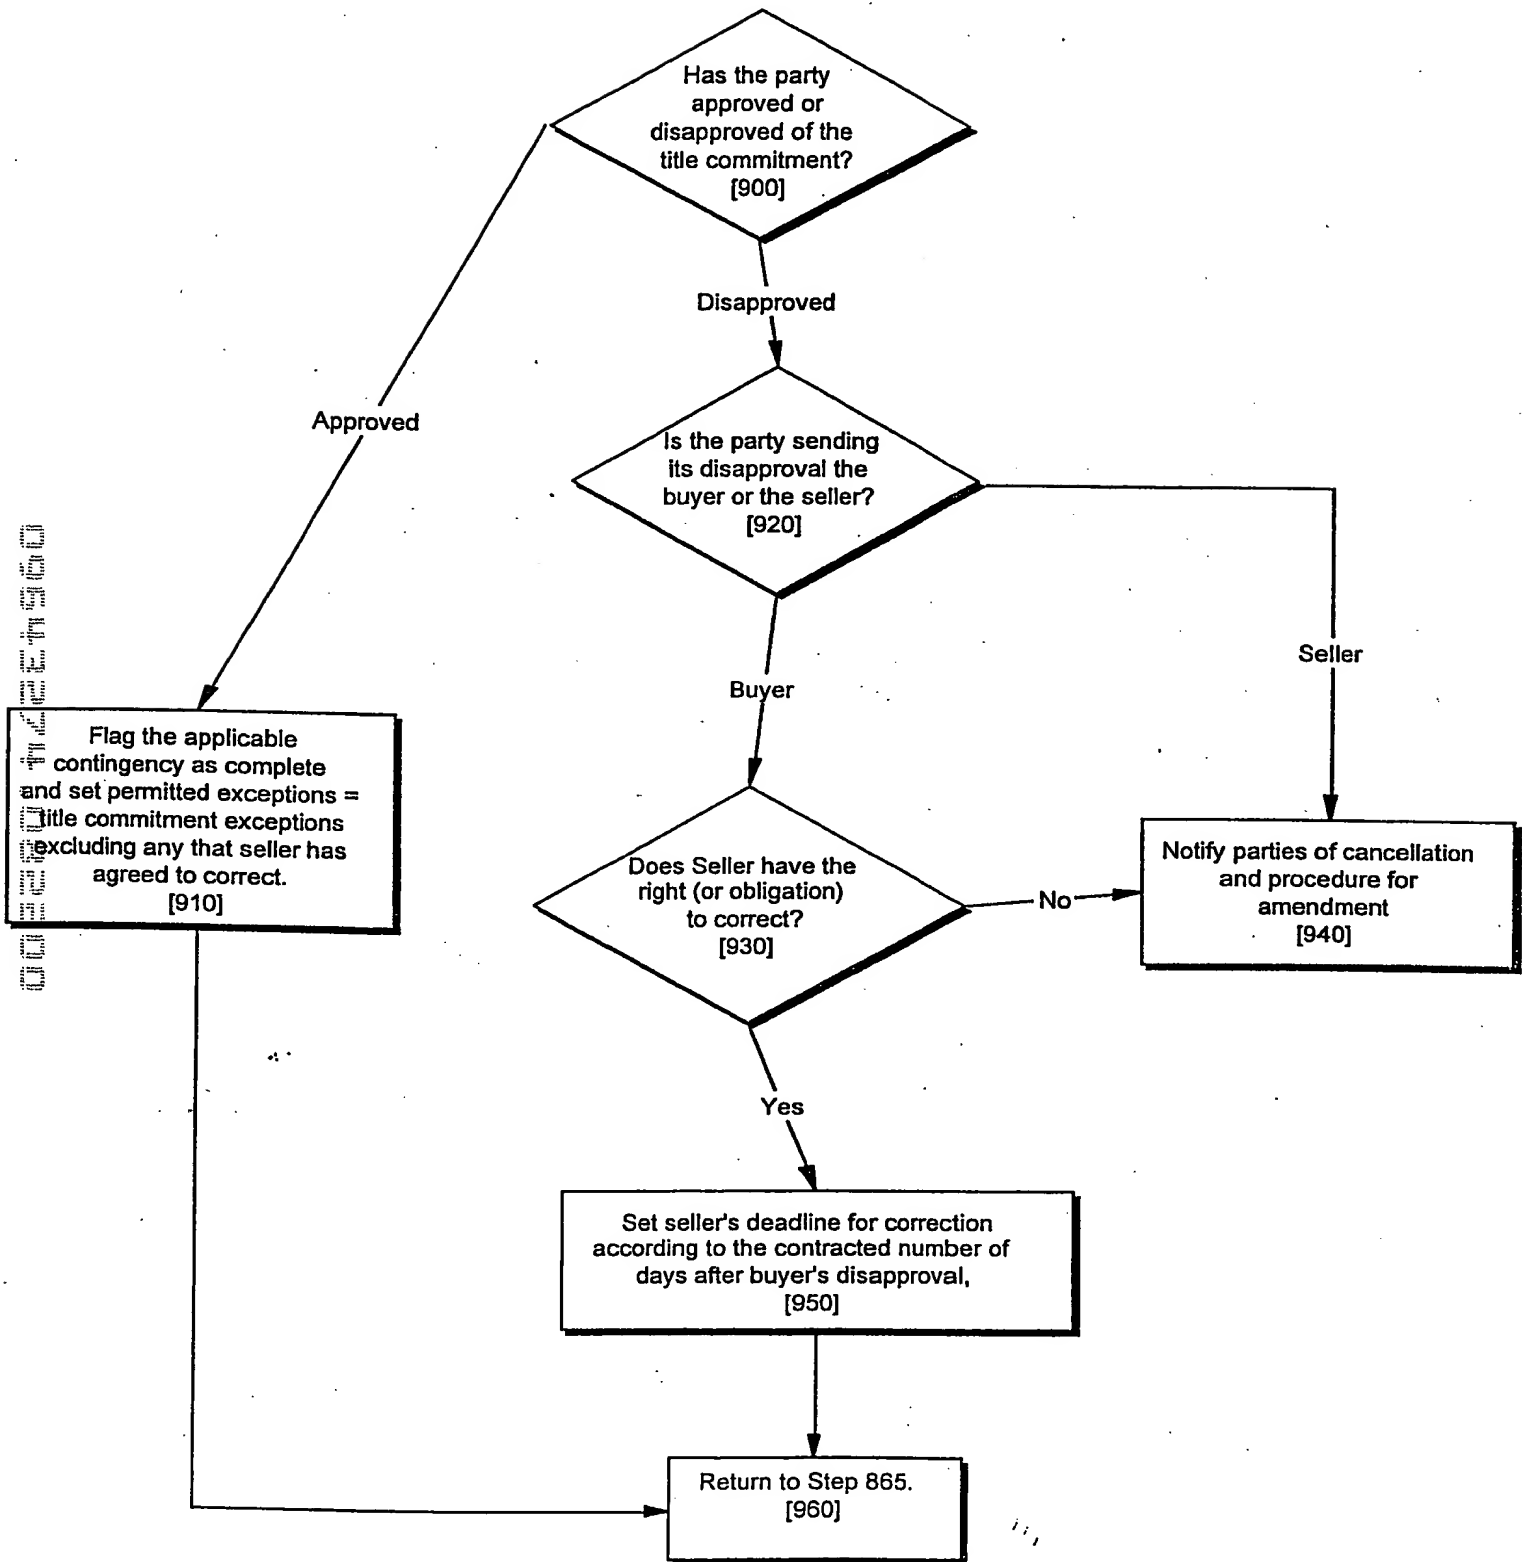 Has the party
approved or
disapproved of the
title commitment?
[900]
Disapproved
Approved
Is the party sending
its disapproval the
buyer or the seller?
[920]
Seller
Buyer
Flag the applicable
contingency as complete
and set permitted exceptions =
title commitment exceptions
excluding any that seller has
agreed to correct.
[910]
Does Seller have the
right (or obligation)
to correct?
[930]
No
Notify parties of cancellation
and procedure for
amendment
[940]
Yes
Set seller's deadline for correction
according to the contracted number of
days after buyer's disapproval,
[950]
Return to Step 865.
[960]